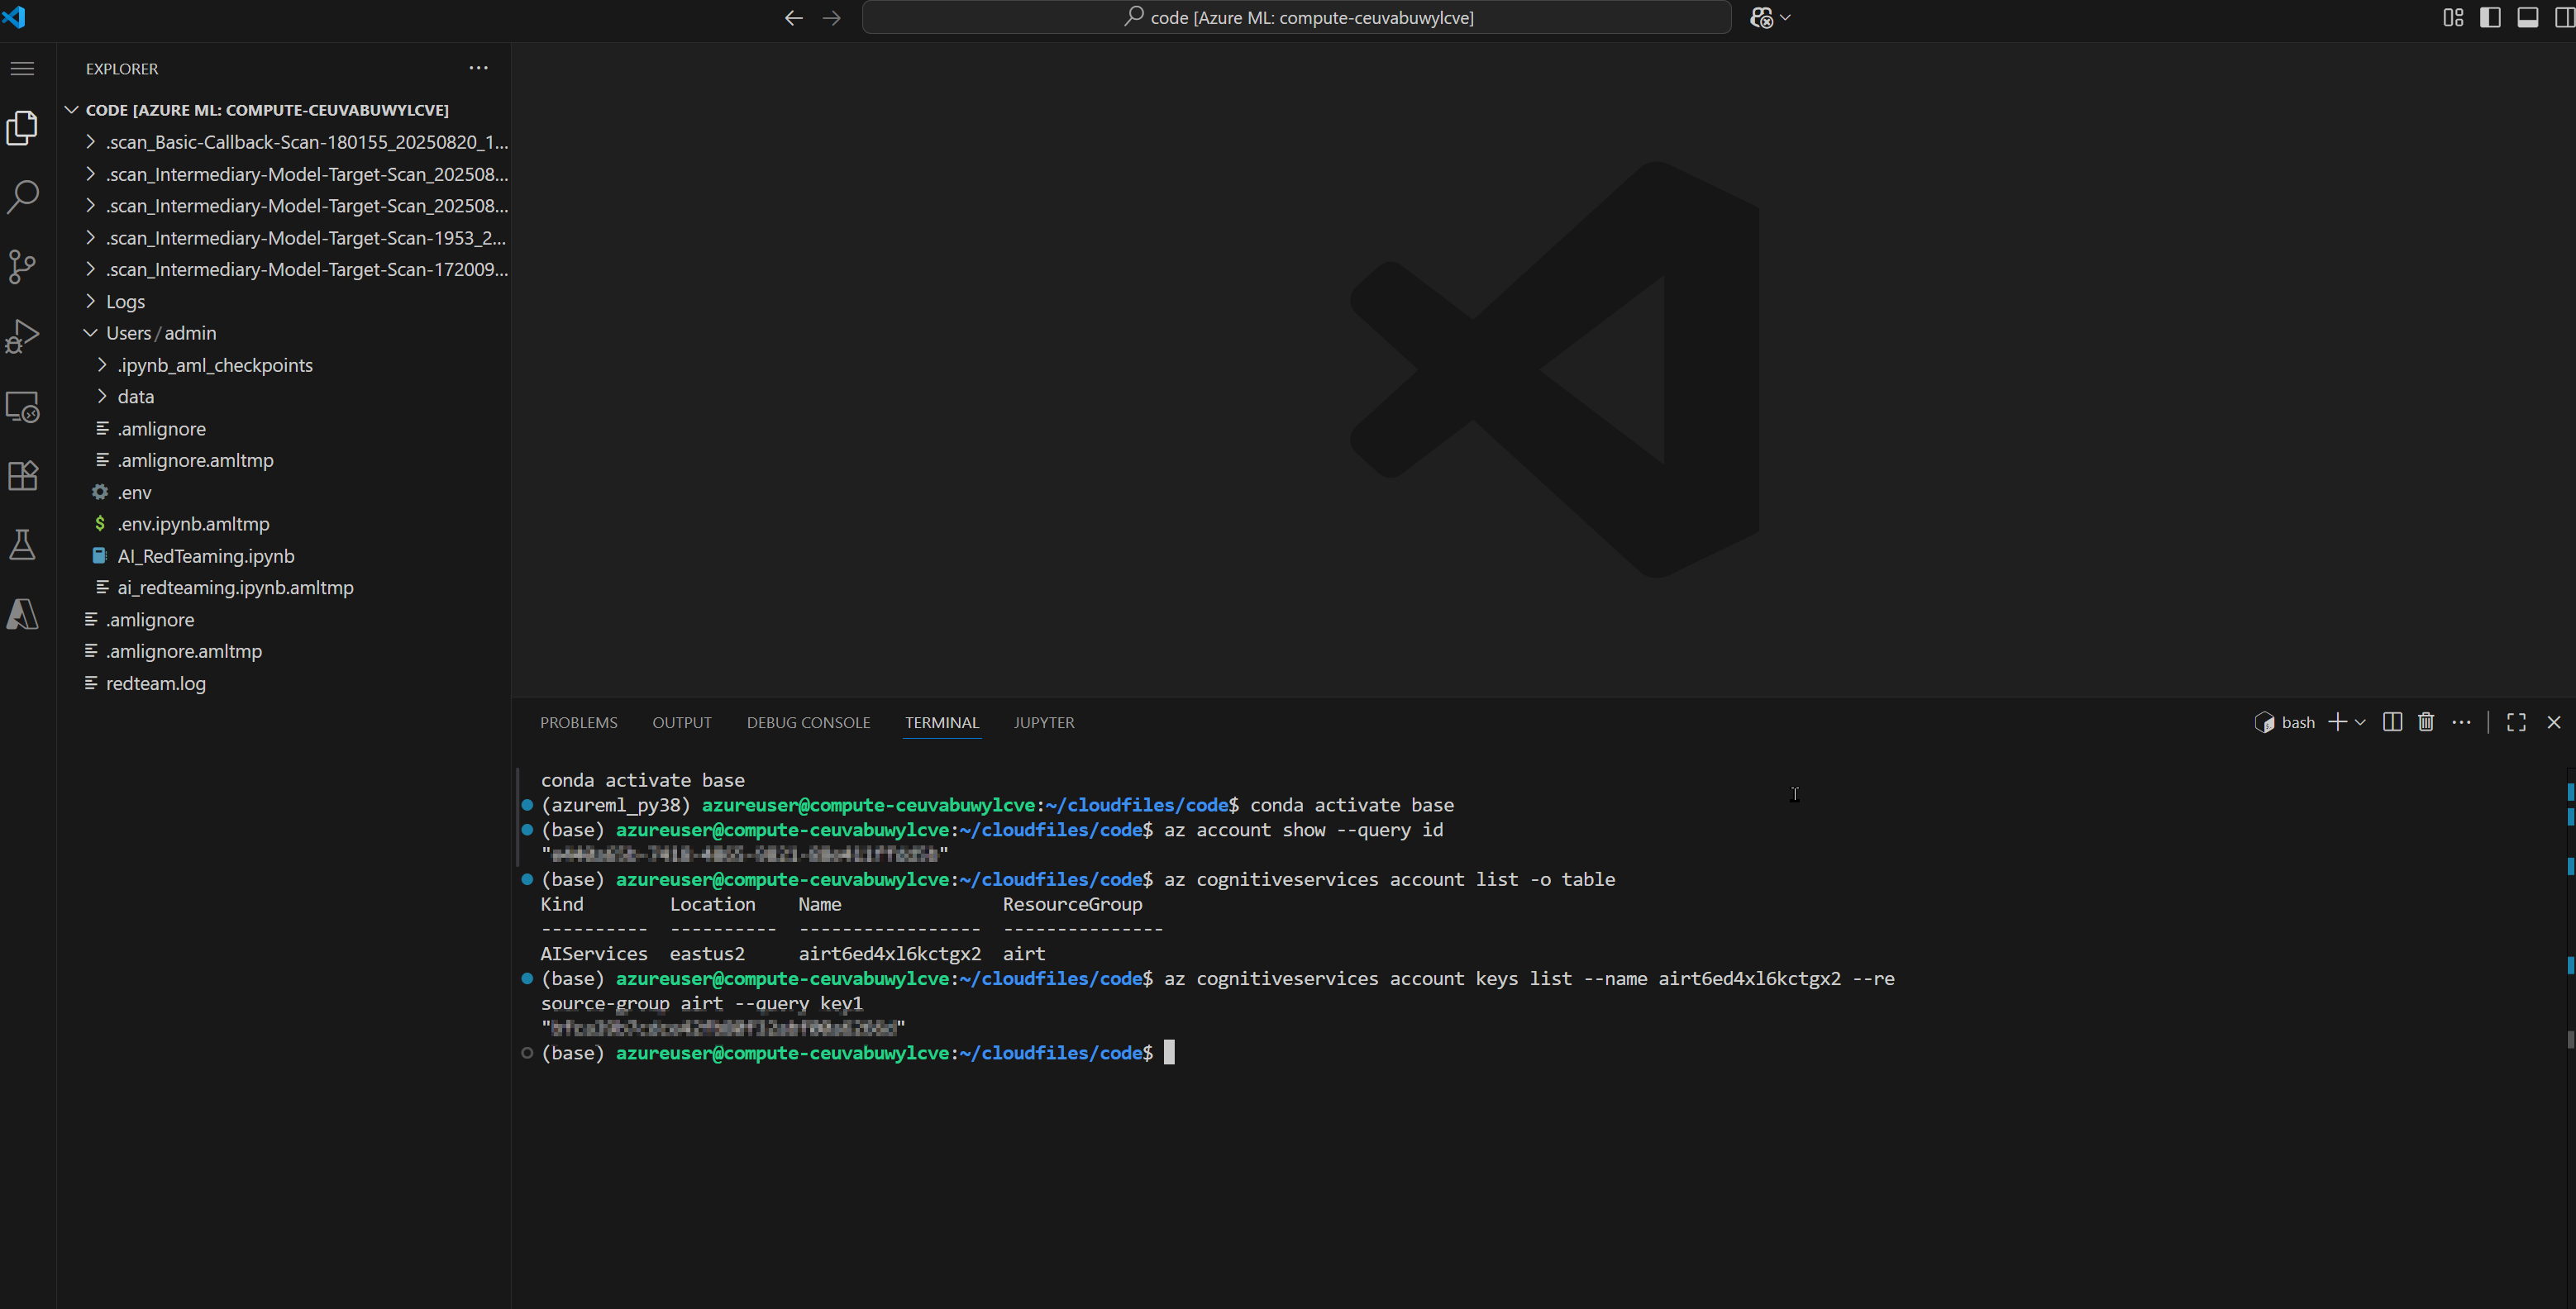 code [Azure ML: compute-ceuvabuwylcve]
EXPLORER
CODE [AZURE ML: COMPUTE-CEUVABUWYLCVE]
.scan_Basic-Callback-Scan-180155_20250820_1...
.scan_Intermediary-Model-Target-Scan_202508...
.scan_Intermediary-Model-Target-Scan_202508...
.scan_Intermediary-Model-Target-Scan-1953_2...
.scan_Intermediary-Model-Target-Scan-172009...
Logs
Users / admin
.ipynb_aml_checkpoints
data
.amlignore
.amlignore.amltmp
.env
.env.ipynb.amltmp
AI_RedTeaming.ipynb
ai_redteaming.ipynb.amltmp
.amlignore
.amlignore.amltmp
redteam.log
PROBLEMS OUTPUT DEBUG CONSOLE TERMINAL JUPYTER
bash
conda activate base
(azureml_py38) azureuser@compute-ceuvabuwylcve:~/cloudfiles/code$ conda activate base
(base) azureuser@compute-ceuvabuwylcve:~/cloudfiles/code$ az account show --query id
(base) azureuser@compute-ceuvabuwylcve:~/cloudfiles/code$ az cognitiveservices account list -o table
Kind Location Name ResourceGroup
---------- ---------- ----------------- ---------------
AIServices eastus2 airt6ed4xl6kctgx2 airt
(base) azureuser@compute-ceuvabuwylcve:~/cloudfiles/code$ az cognitiveservices account keys list --name airt6ed4xl6kctgx2 --re
source-group airt --query key1
(base) azureuser@compute-ceuvabuwylcve:~/cloudfiles/code$